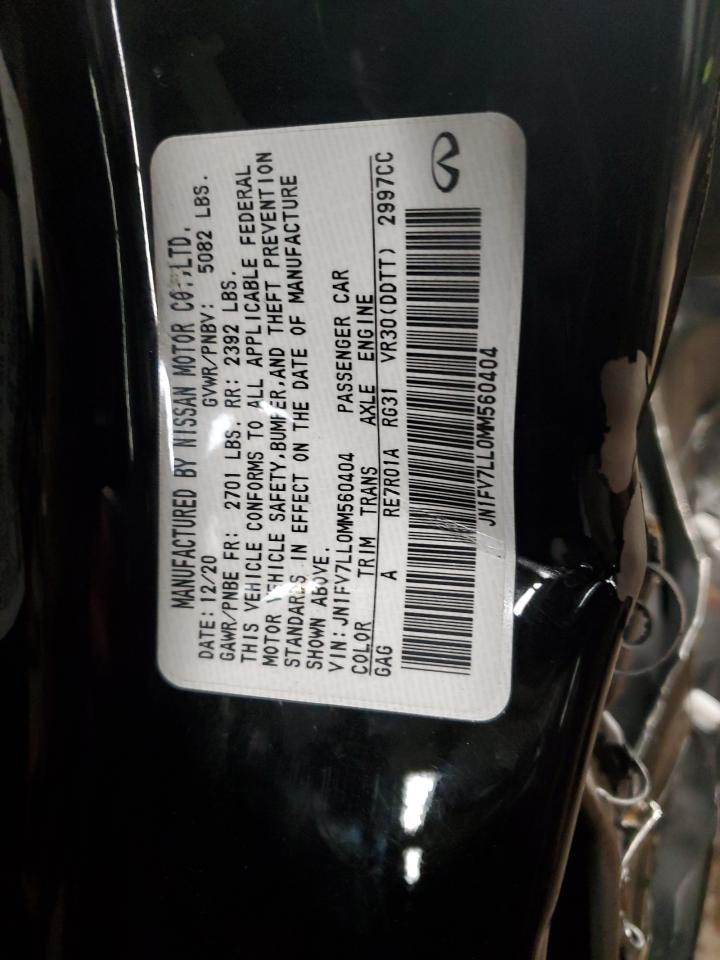 MANUFACTURED BY NISSAN MOTOR CO.,LTD.
DATE: 12/20 GVWR/PNBV: 5082 LBS.
GAWR/PNBE FR: 2701 LBS. RR: 2392 LBS.
THIS VEHICLE CONFORMS TO ALL APPLICABLE FEDERAL
MOTOR VEHICLE SAFETY,BUMPER,AND THEFT PREVENTION
STANDARDS IN EFFECT ON THE DATE OF MANUFACTURE
SHOWN ABOVE.
VIN: JN1FV7LL0MM560404 PASSENGER CAR
COLOR TRIM TRANS AXLE ENGINE
GAG A RE7R01A RG31 VR30(DDTT) 2997CC
JN1FV7LL0MM560404